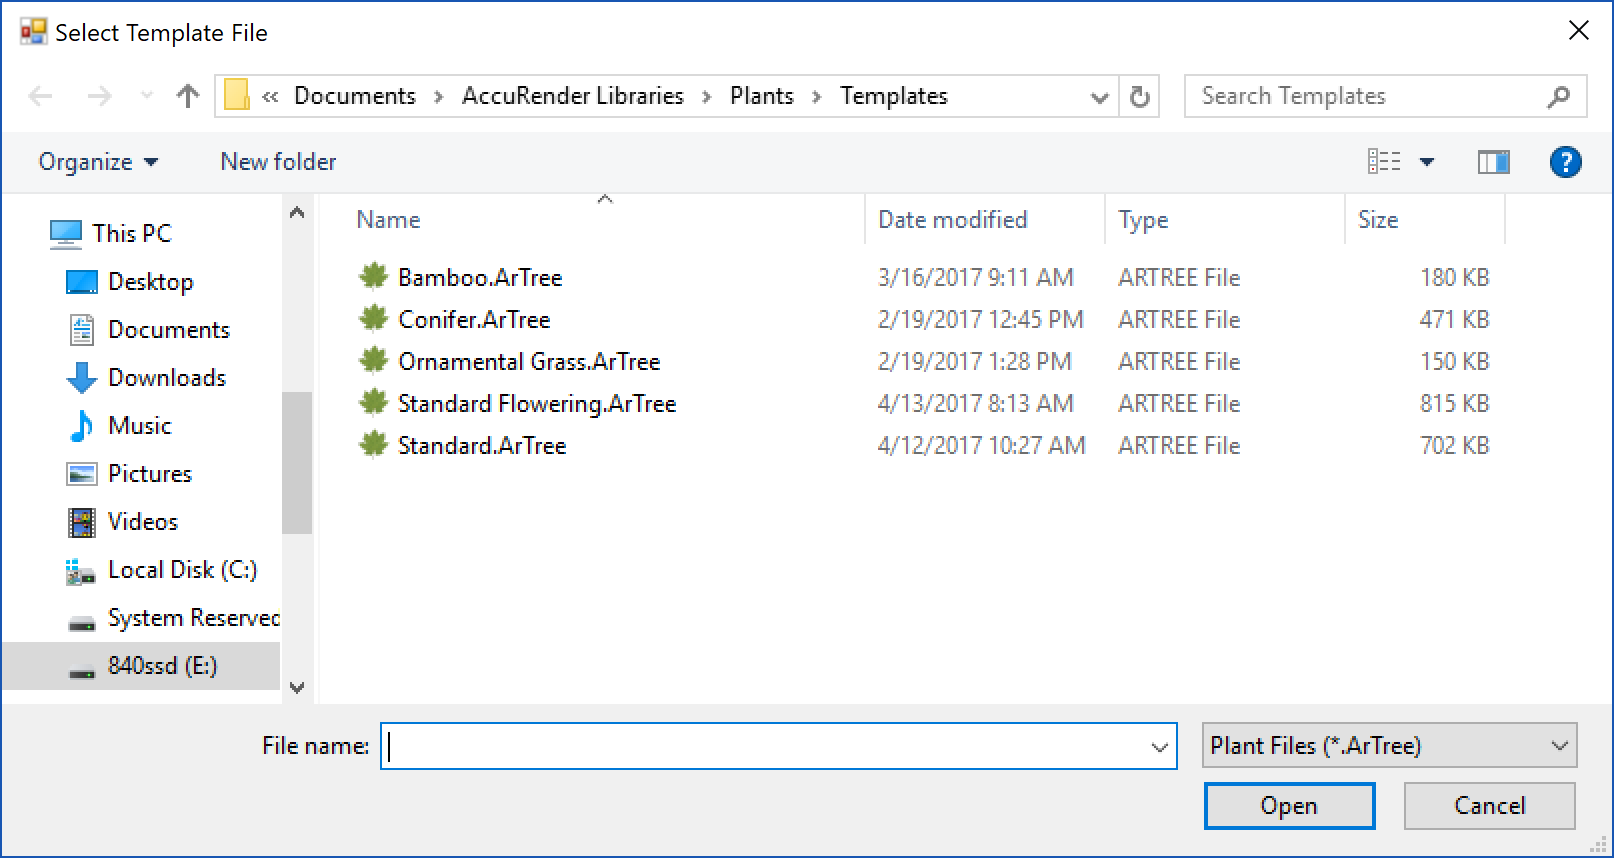 Select Template File
« Documents › AccuRender Libraries › Plants › Templates
Search Templates
Organize
New folder
?
Name Date modified Type Size
This PC
Desktop
Documents
Downloads
Music
Pictures
Videos
Local Disk (C:)
System Reserved
840ssd (E:)
Bamboo.ArTree 3/16/2017 9:11 AM ARTREE File 180 KB
Conifer.ArTree 2/19/2017 12:45 PM ARTREE File 471 KB
Ornamental Grass.ArTree 2/19/2017 1:28 PM ARTREE File 150 KB
Standard Flowering.ArTree 4/13/2017 8:13 AM ARTREE File 815 KB
Standard.ArTree 4/12/2017 10:27 AM ARTREE File 702 KB
File name:
Plant Files (*.ArTree)
Open
Cancel